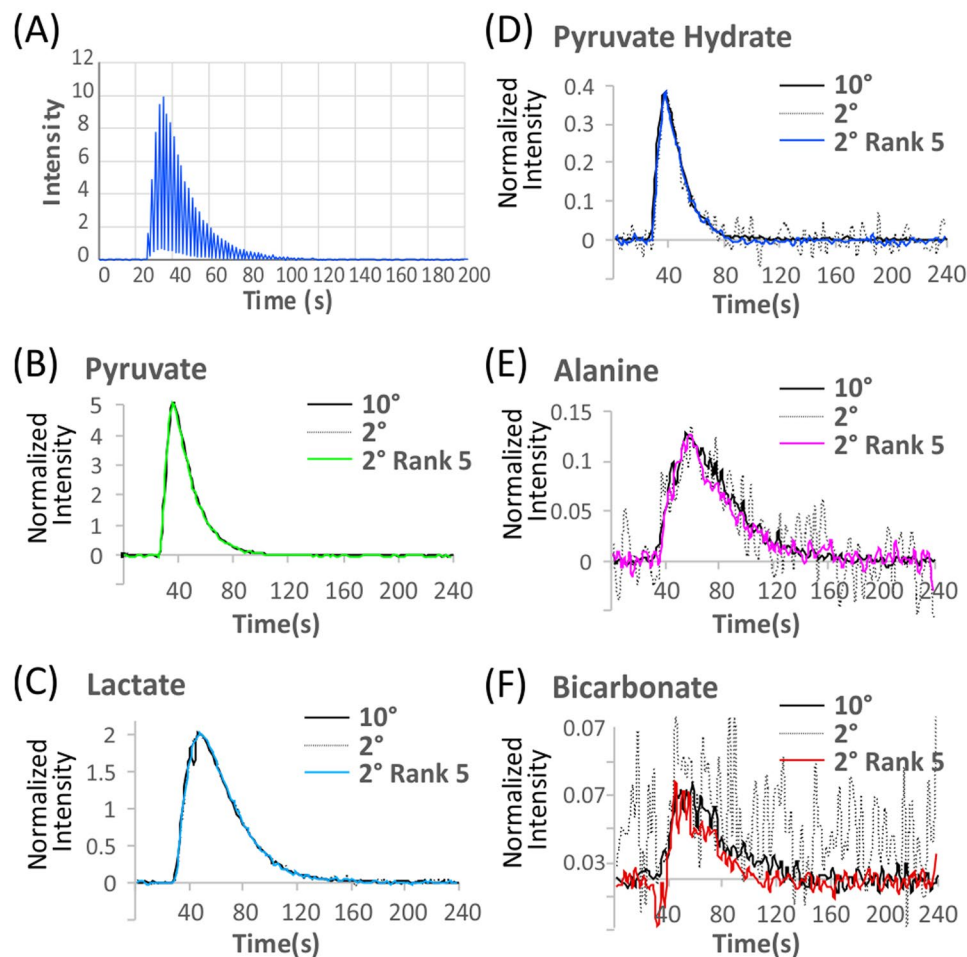 (A)
Intensity
12
10
8
6
4
2
0
0 20 40 60 80 100 120 140 160 180 200
Time (s)
(B) Pyruvate
Normalized
Intensity
5
4
3
2
1
0
10°
2°
2° Rank 5
40 80 120 160 200 240
Time(s)
(C) Lactate
Normalized
Intensity
2
1.5
1
0.5
0
10°
2°
2° Rank 5
40 80 120 160 200 240
Time(s)
(D) Pyruvate Hydrate
Normalized
Intensity
0.4
0.3
0.2
0.1
0
10°
2°
2° Rank 5
40 80 120 160 200 240
Time(s)
(E) Alanine
Normalized
Intensity
0.15
0.1
0.05
0
10°
2°
2° Rank 5
40 80 120 160 200 240
Time(s)
(F) Bicarbonate
Normalized
Intensity
0.07
0.07
0.03
10°
2°
2° Rank 5
40 80 120 160 200 240
Time(s)